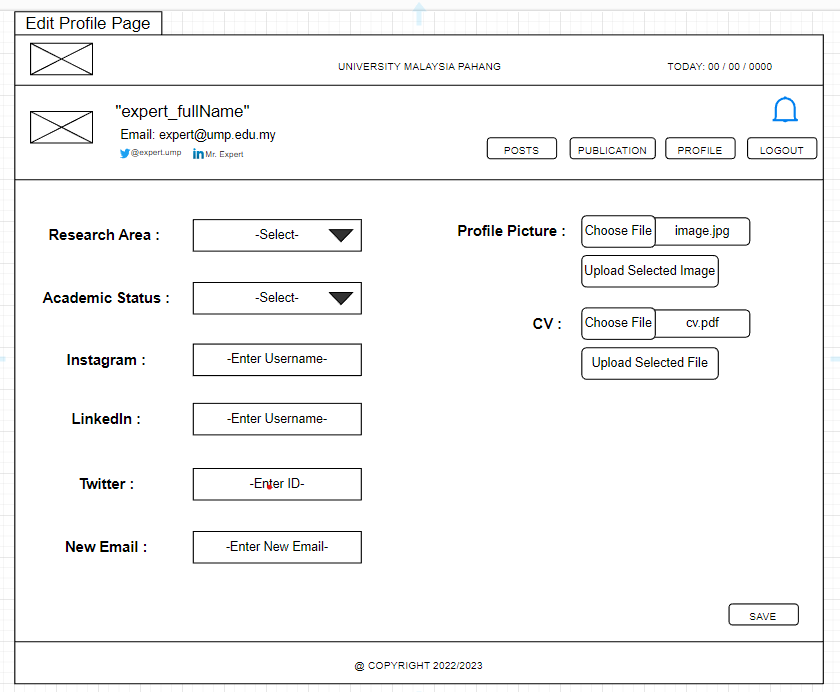 Edit Profile Page
UNIVERSITY MALAYSIA PAHANG
TODAY: 00 / 00 / 0000
"expert_fullName"
Email: expert@ump.edu.my
@expert.ump
in Mr. Expert
POSTS
PUBLICATION
PROFILE
LOGOUT
Research Area :
-Select-
Academic Status :
-Select-
Instagram :
-Enter Username-
LinkedIn :
-Enter Username-
Twitter :
-Enter ID-
New Email :
-Enter New Email-
Profile Picture :
Choose File
image.jpg
Upload Selected Image
CV :
Choose File
cv.pdf
Upload Selected File
SAVE
@ COPYRIGHT 2022/2023